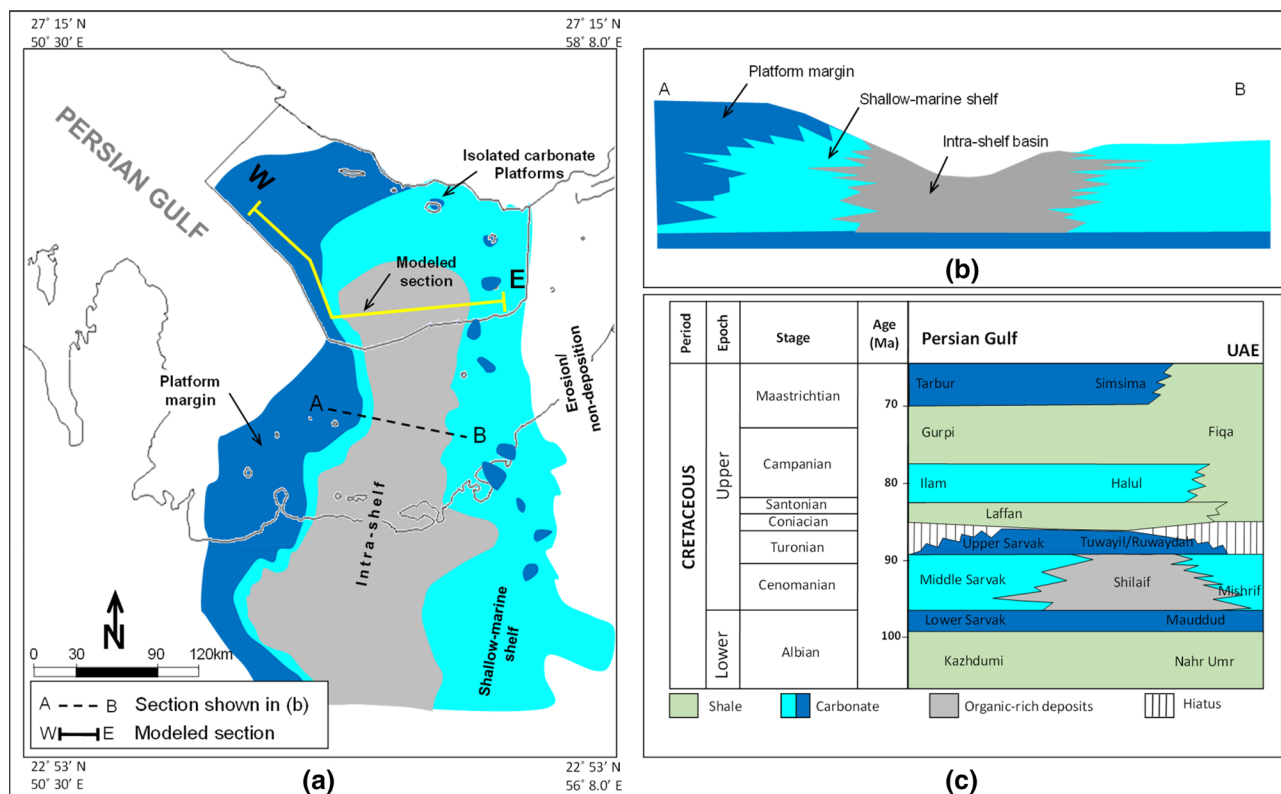 27˚ 15’ N
50˚ 30’ E
27˚ 15’ N
58˚ 8.0’ E
PERSIAN GULF
W
Isolated carbonate
Platforms
Modeled
section
E
Platform
margin
A
B
Erosion/
non-deposition
Intra-shelf
Shallow-marine
shelf
N
0 30 60 90 120km
A B Section shown in (b)
W E Modeled section
22˚ 53’ N
50˚ 30’ E
(a)
22˚ 53’ N
56˚ 8.0’ E
A
Platform margin
Shallow-marine shelf
Intra-shelf basin
B
(b)
Period
Epoch
Stage
Age
(Ma)
Persian Gulf
UAE
CRETACEOUS
Upper
Lower
Maastrichtian
Campanian
Santonian
Coniacian
Turonian
Cenomanian
Albian
70
80
90
100
Tarbur Simsima
Gurpi Fiqa
Ilam Halul
Laffan
Upper Sarvak Tuwayil/Ruwaydah
Middle Sarvak Shilaif Mishrif
Lower Sarvak Mauddud
Kazhdumi Nahr Umr
Shale Carbonate Organic-rich deposits Hiatus
(c)